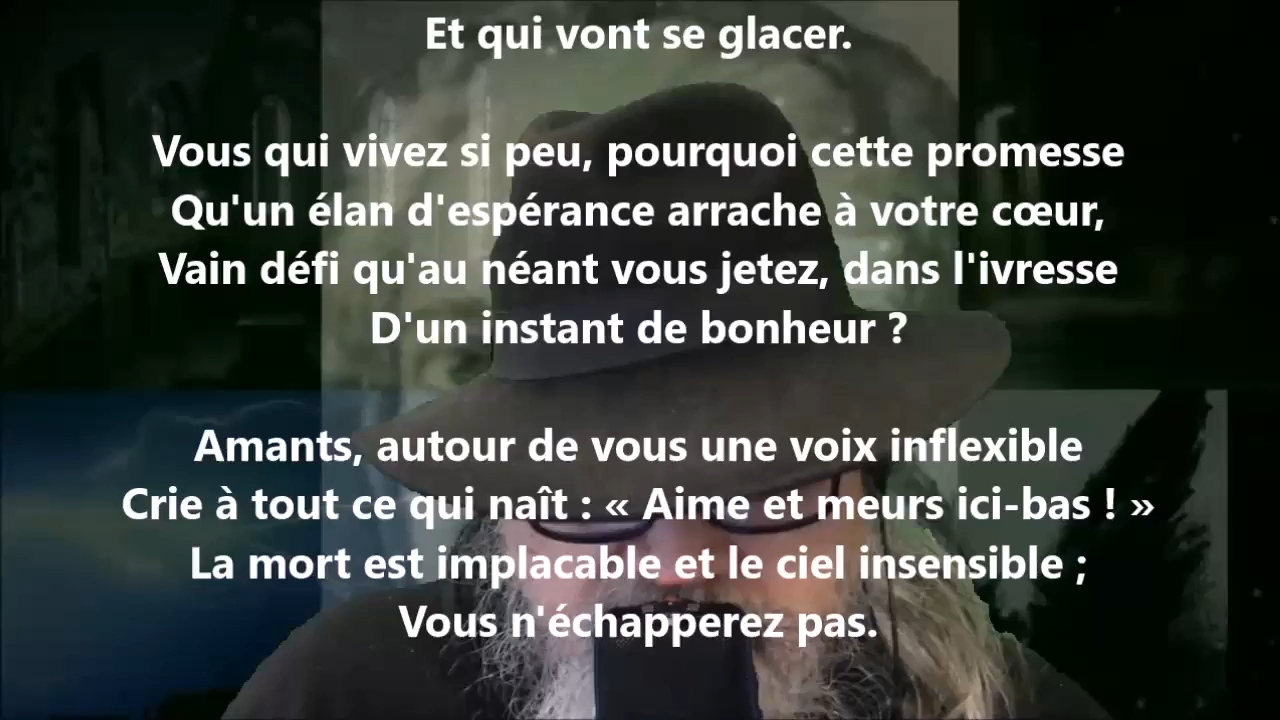 Et qui vont se glacer.
Vous qui vivez si peu, pourquoi cette promesse
Qu'un élan d'espérance arrache à votre cœur,
Vain défi qu'au néant vous jetez, dans l'ivresse
D'un instant de bonheur ?
Amants, autour de vous une voix inflexible
Crie à tout ce qui naît : « Aime et meurs ici-bas ! »
La mort est implacable et le ciel insensible ;
Vous n'échapperez pas.